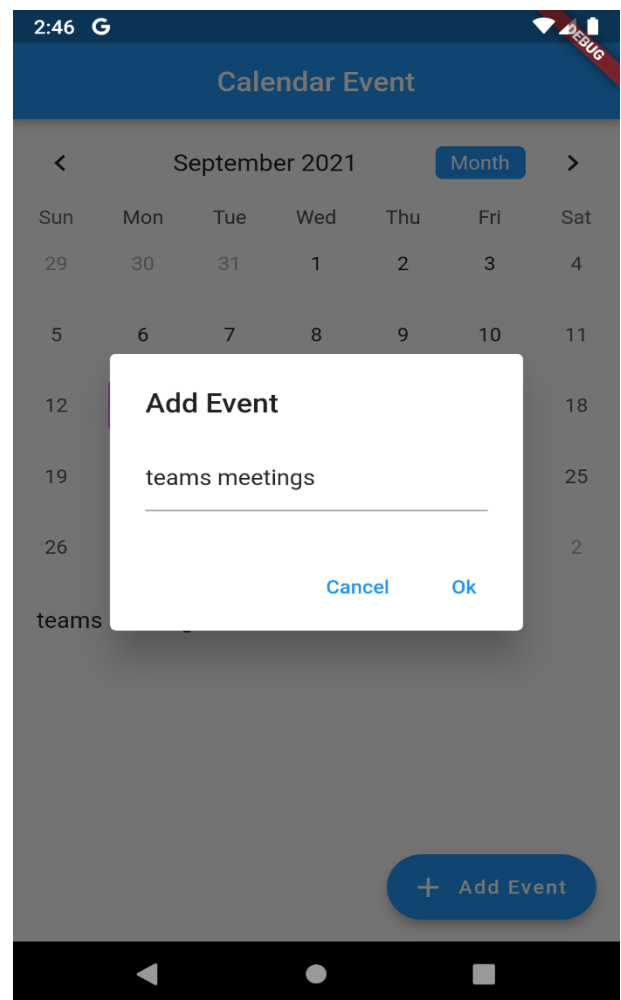 2:46 G
DEBUG
Calendar Event
September 2021 Month
Sun Mon Tue Wed Thu Fri Sat
29 30 31 1 2 3 4
5 6 7 8 9 10 11
12 18
Add Event
teams meetings
19 25
26 2
Cancel Ok
teams
+ Add Event